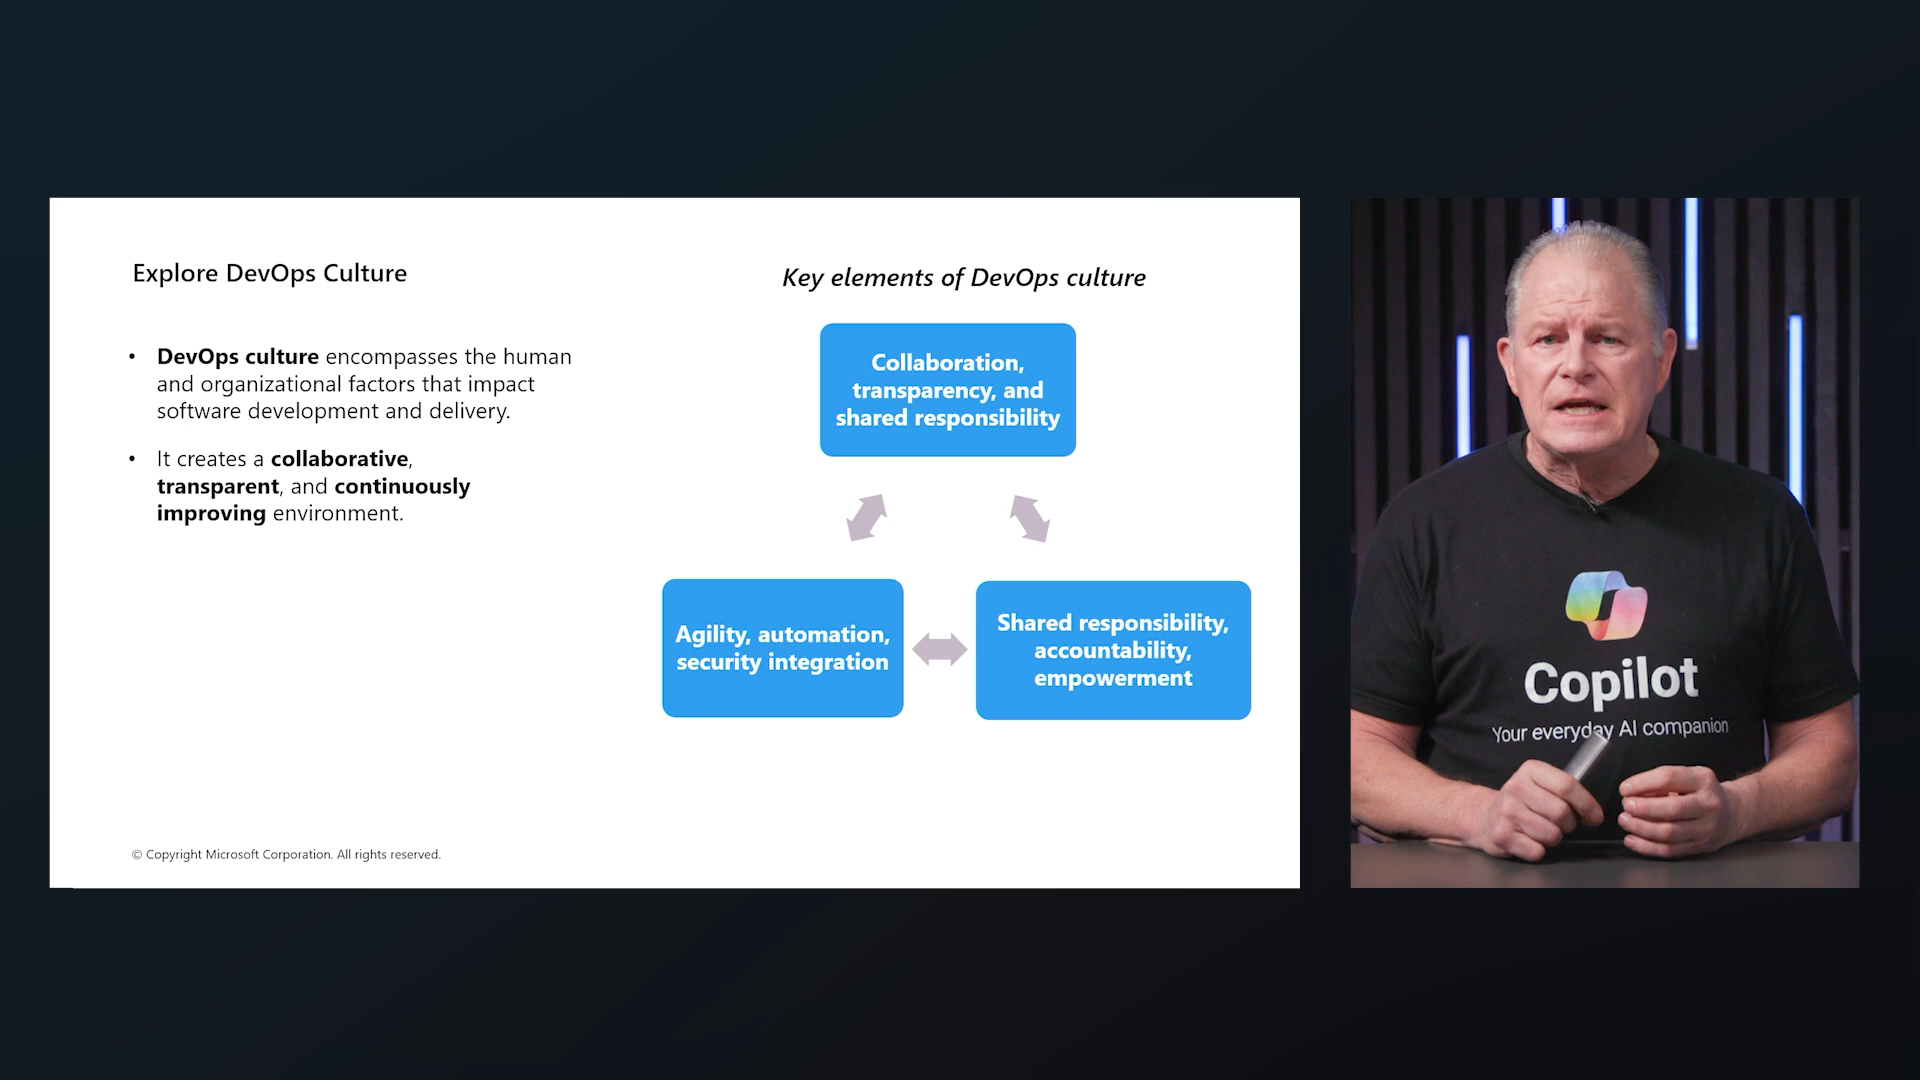 Explore DevOps Culture
• DevOps culture encompasses the human
and organizational factors that impact
software development and delivery.
• It creates a collaborative,
transparent, and continuously
improving environment.
Key elements of DevOps culture
Collaboration,
transparency, and
shared responsibility
Agility, automation,
security integration
Shared responsibility,
accountability,
empowerment
© Copyright Microsoft Corporation. All rights reserved.
Copilot
Your everyday AI companion